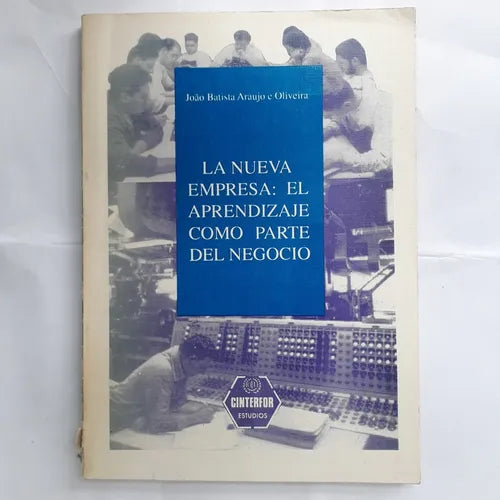 João Batista Araujo e Oliveira
LA NUEVA
EMPRESA: EL
APRENDIZAJE
COMO PARTE
DEL NEGOCIO
CINTERFOR
ESTUDIOS